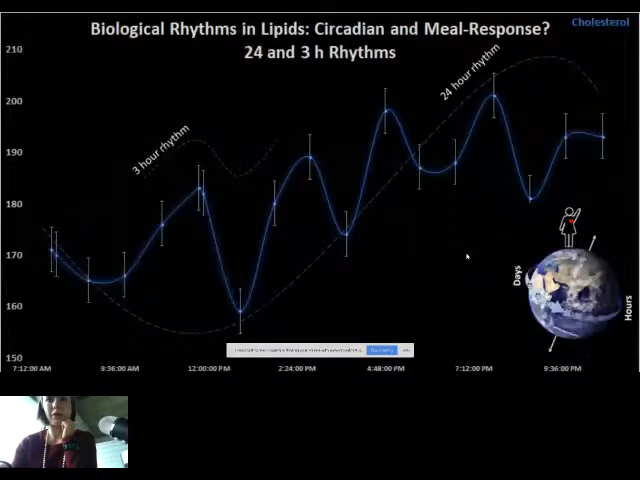 Biological Rhythms in Lipids: Circadian and Meal-Response?
24 and 3 h Rhythms
Cholesterol
210
200
190
180
170
160
150
3 hour rhythm
24 hour rhythm
Days
Hours
7:12:00 AM 9:36:00 AM 12:00:00 PM 2:24:00 PM 4:48:00 PM 7:12:00 PM 9:36:00 PM